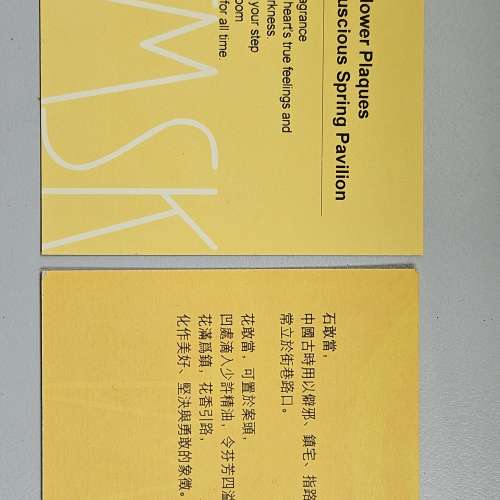 lower Plaques
uscious Spring Pavilion
agrance
heart's true feelings and
rkness.
your step
oom
for all time.
MSK
石敢當，
中國古時用以僻邪、鎮宅、指路
常立於街巷路口。
花敢當，可置於案頭，
凹處滴入少許精油，令芬芳四溢
花滿爲鎮，花香引路，
化作美好、堅決與勇敢的象徵。